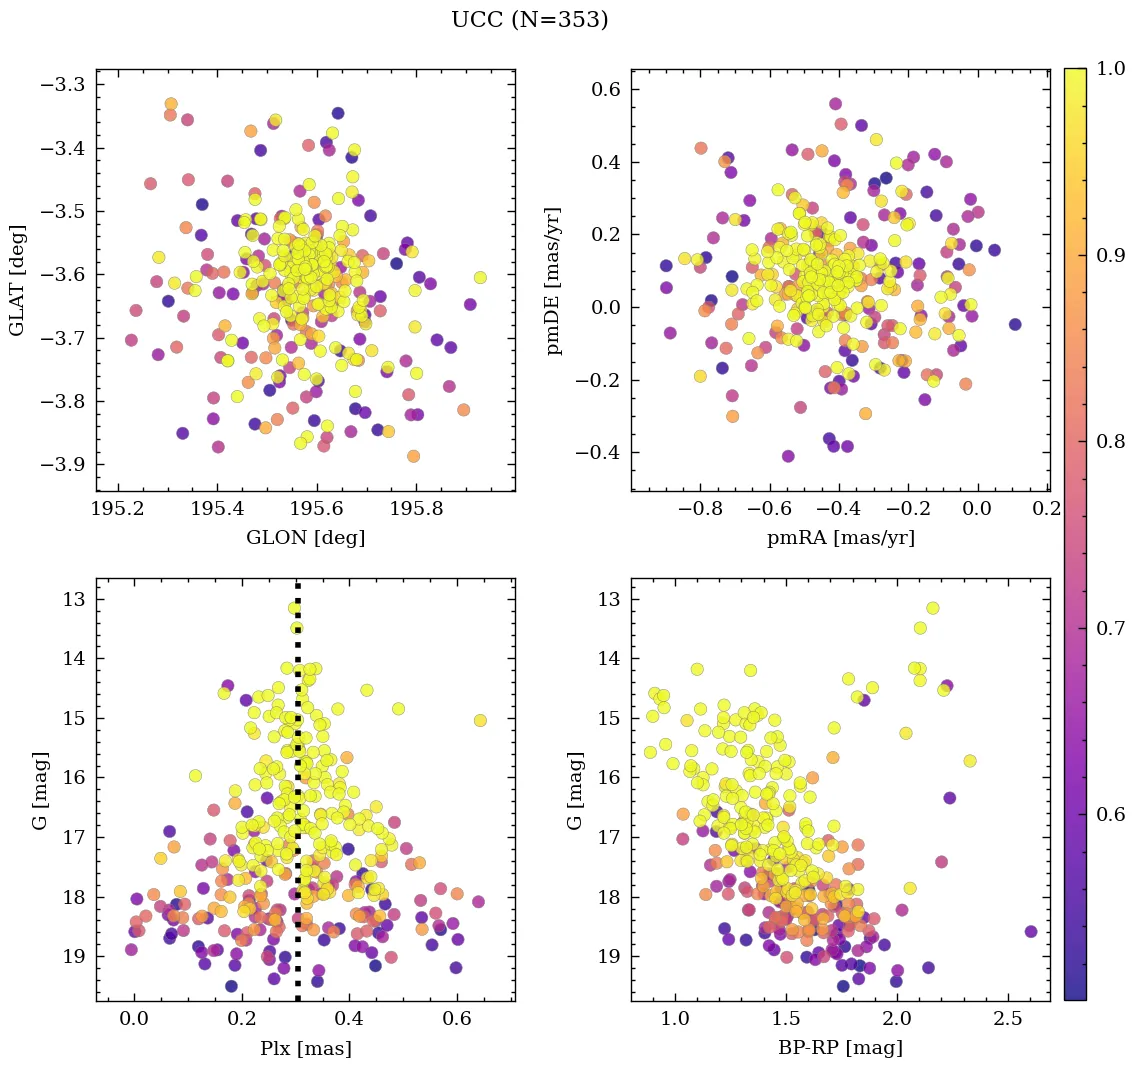 UCC (N=353)
−3.3
−3.4
−3.5
−3.6
−3.7
−3.8
−3.9
GLAT [deg]
195.2 195.4 195.6 195.8
GLON [deg]
0.6
0.4
0.2
0.0
−0.2
−0.4
pmDE [mas/yr]
−0.8 −0.6 −0.4 −0.2 0.0 0.2
pmRA [mas/yr]
1.0
0.9
0.8
0.7
0.6
13
14
15
16
17
18
19
G [mag]
0.0 0.2 0.4 0.6
Plx [mas]
13
14
15
16
17
18
19
G [mag]
1.0 1.5 2.0 2.5
BP-RP [mag]